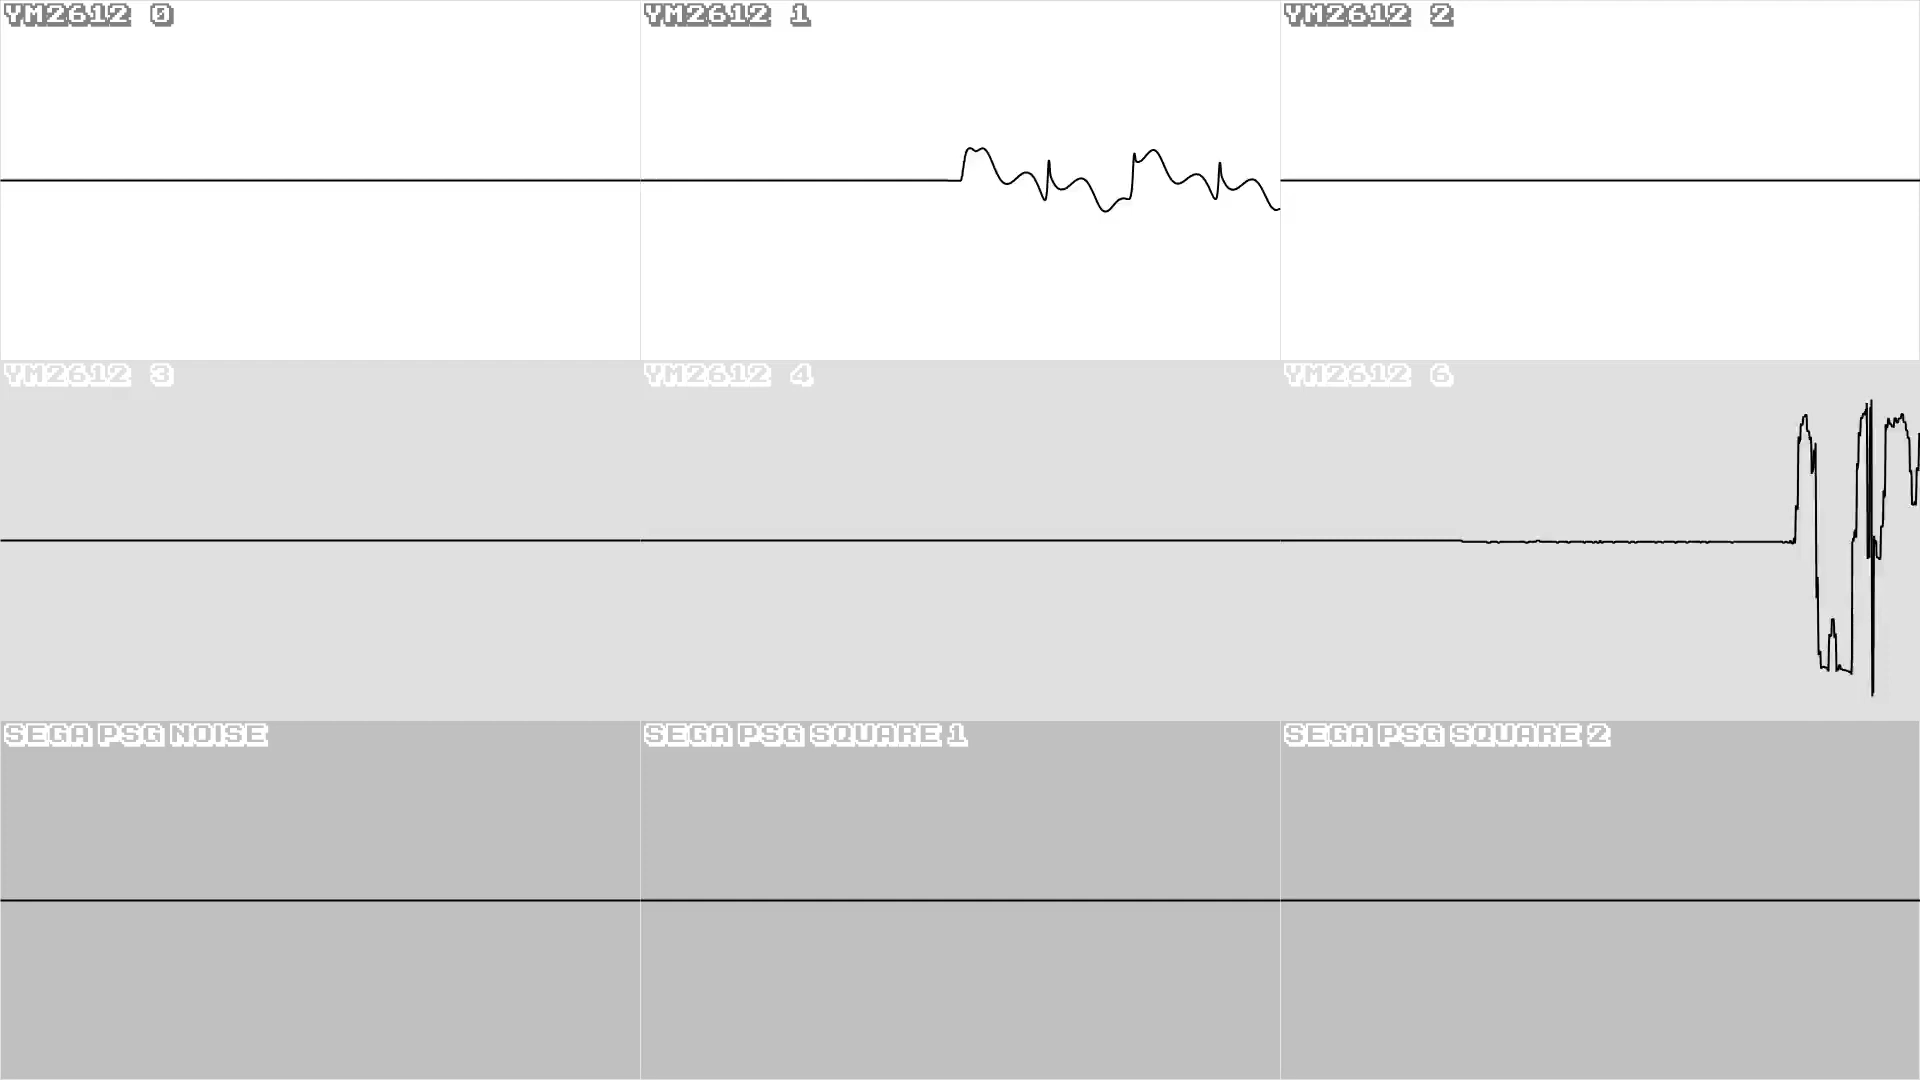 YM2612 0
YM2612 1
YM2612 2
YM2612 3
YM2612 4
YM2612 6
SEGA PSG NOISE
SEGA PSG SQUARE 1
SEGA PSG SQUARE 2